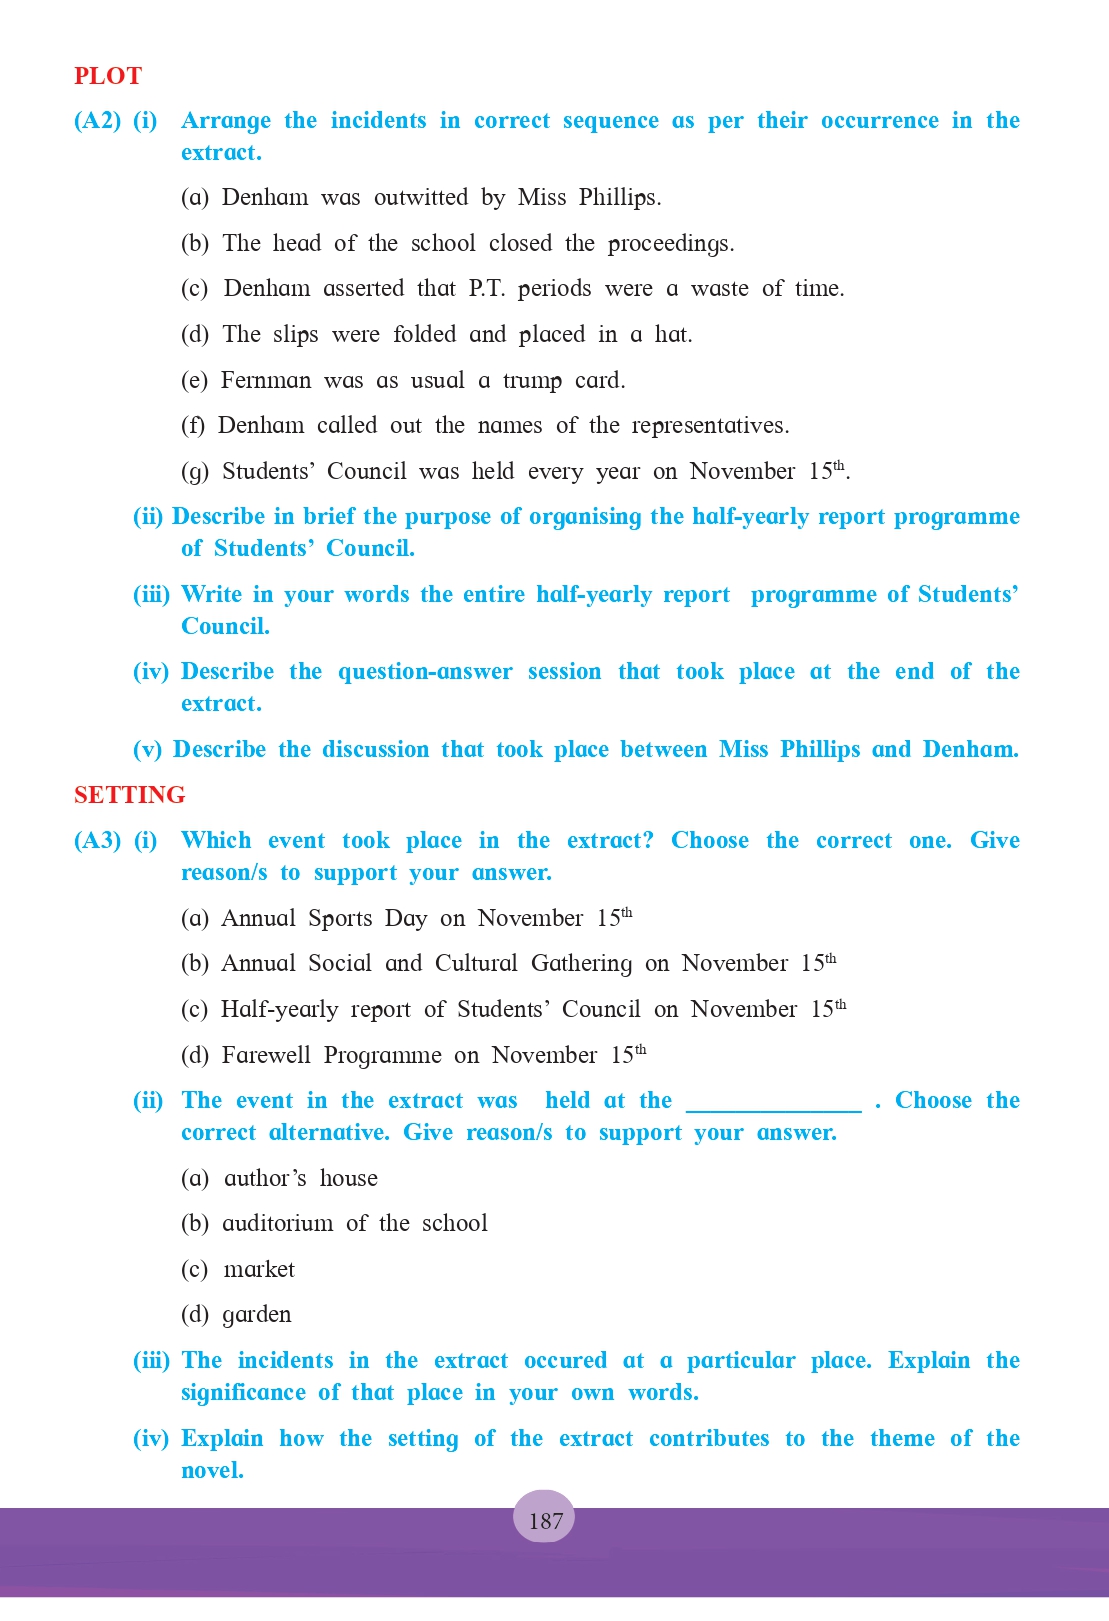 PLOT
(A2) (i) Arrange the incidents in correct sequence as per their occurrence in the
extract.
(a) Denham was outwitted by Miss Phillips.
(b) The head of the school closed the proceedings.
(c) Denham asserted that P.T. periods were a waste of time.
(d) The slips were folded and placed in a hat.
(e) Fernman was as usual a trump card.
(f) Denham called out the names of the representatives.
(g) Students’ Council was held every year on November 15th.
(ii) Describe in brief the purpose of organising the half-yearly report programme
of Students’ Council.
(iii) Write in your words the entire half-yearly report programme of Students’
Council.
(iv) Describe the question-answer session that took place at the end of the
extract.
(v) Describe the discussion that took place between Miss Phillips and Denham.
SETTING
(A3) (i) Which event took place in the extract? Choose the correct one. Give
reason/s to support your answer.
(a) Annual Sports Day on November 15th
(b) Annual Social and Cultural Gathering on November 15th
(c) Half-yearly report of Students’ Council on November 15th
(d) Farewell Programme on November 15th
(ii) The event in the extract was held at the ______________ . Choose the
correct alternative. Give reason/s to support your answer.
(a) author’s house
(b) auditorium of the school
(c) market
(d) garden
(iii) The incidents in the extract occured at a particular place. Explain the
significance of that place in your own words.
(iv) Explain how the setting of the extract contributes to the theme of the
novel.
187